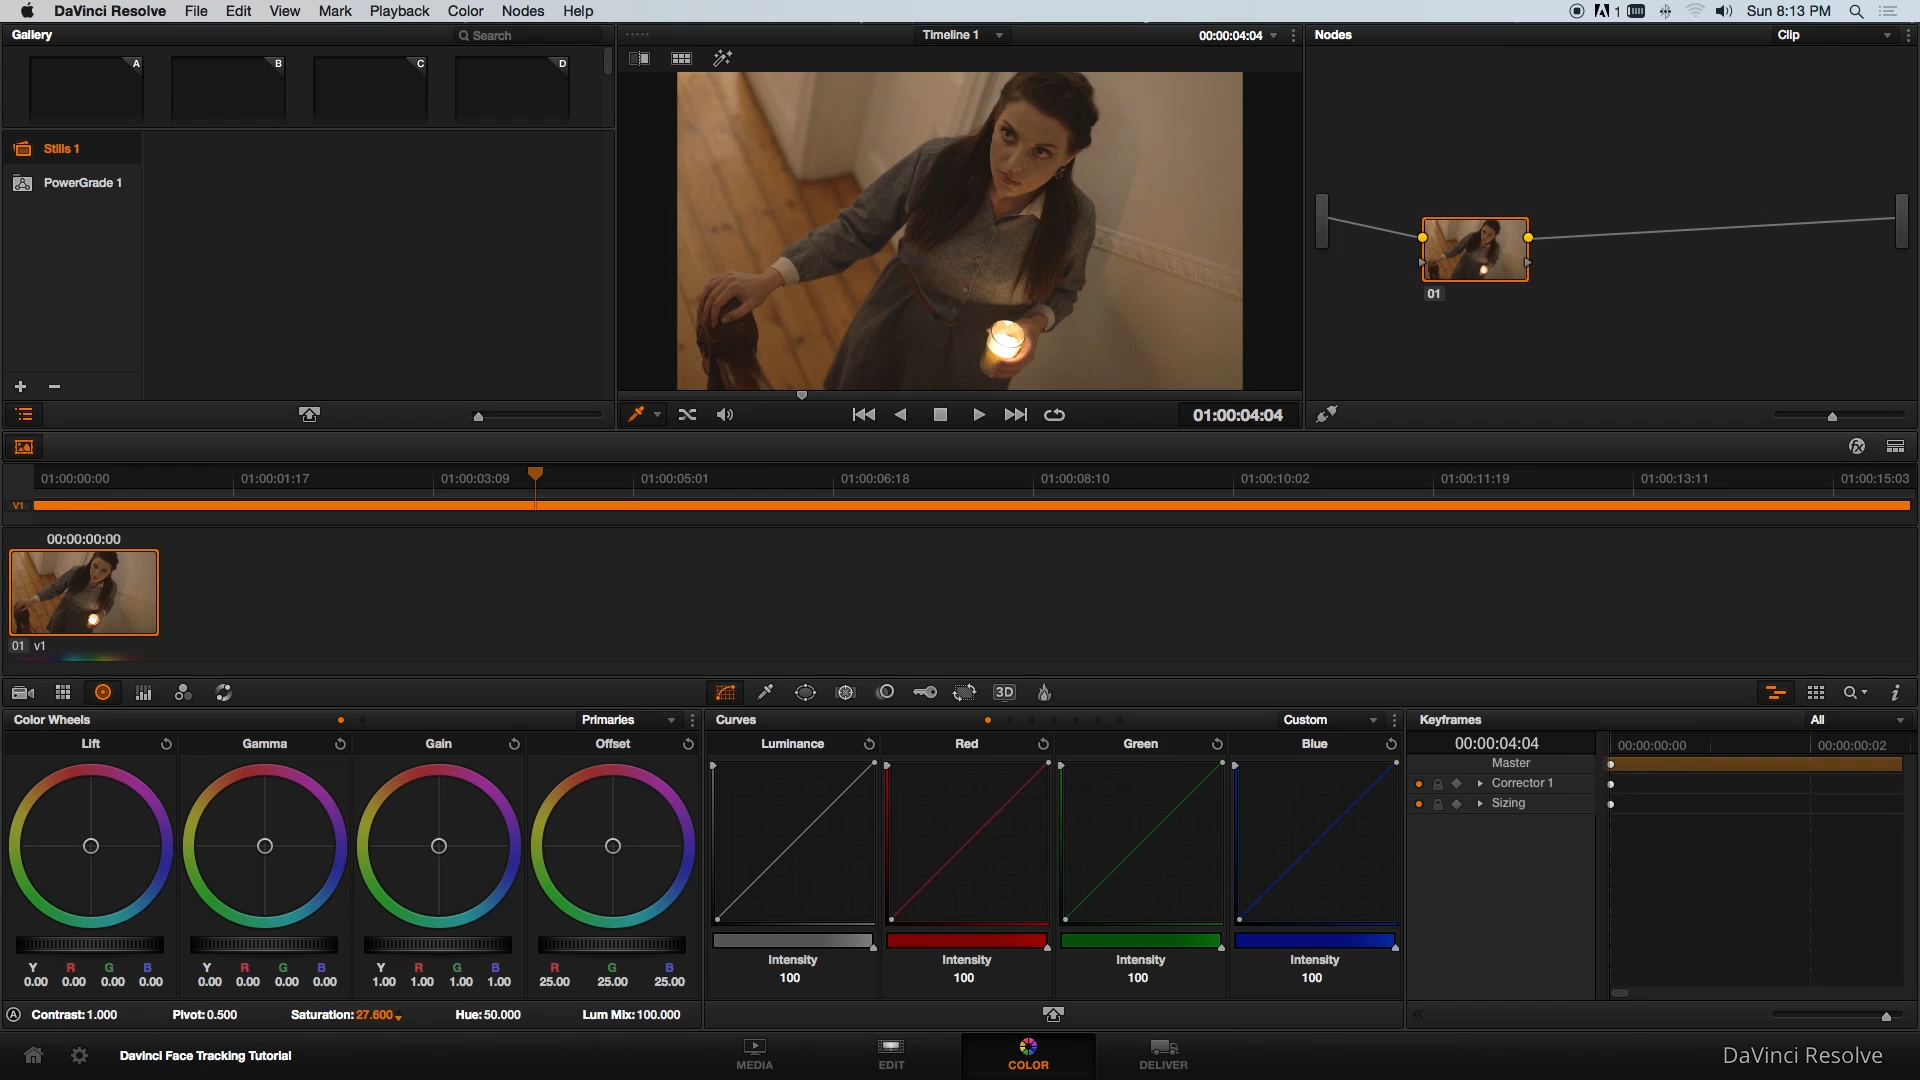 DaVinci Resolve File Edit View Mark Playback Color Nodes Help 1 Sun 8:13 PM
Gallery Search Timeline 1 00:00:04:04 Nodes Clip
A B C D
Stills 1
PowerGrade 1
01
01:00:04:04
01:00:00:00 01:00:01:17 01:00:03:09 01:00:05:01 01:00:06:18 01:00:08:10 01:00:10:02 01:00:11:19 01:00:13:11 01:00:15:03
V1
00:00:00:00
01 v1
3D
Color Wheels Primaries Curves Custom Keyframes All
Lift Gamma Gain Offset Luminance Red Green Blue 00:00:04:04 00:00:00:00 00:00:00:02
Master
Corrector 1
Sizing
Intensity Intensity Intensity Intensity
Y R G B Y R G B Y R G B R G B
100 100 100 100
0.00 0.00 0.00 0.00 0.00 0.00 0.00 0.00 1.00 1.00 1.00 1.00 25.00 25.00 25.00
A Contrast:1.000 Pivot:0.500 Saturation:27.600 Hue:50.000 Lum Mix:100.000
Davinci Face Tracking Tutorial MEDIA EDIT COLOR DELIVER DaVinci Resolve